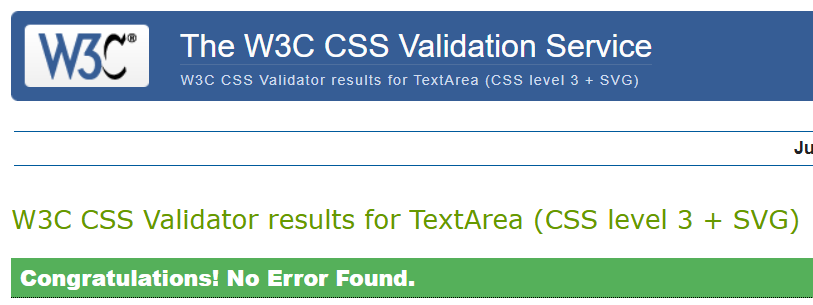 W3C®
The W3C CSS Validation Service
W3C CSS Validator results for TextArea (CSS level 3 + SVG)
Ju
W3C CSS Validator results for TextArea (CSS level 3 + SVG)
Congratulations! No Error Found.